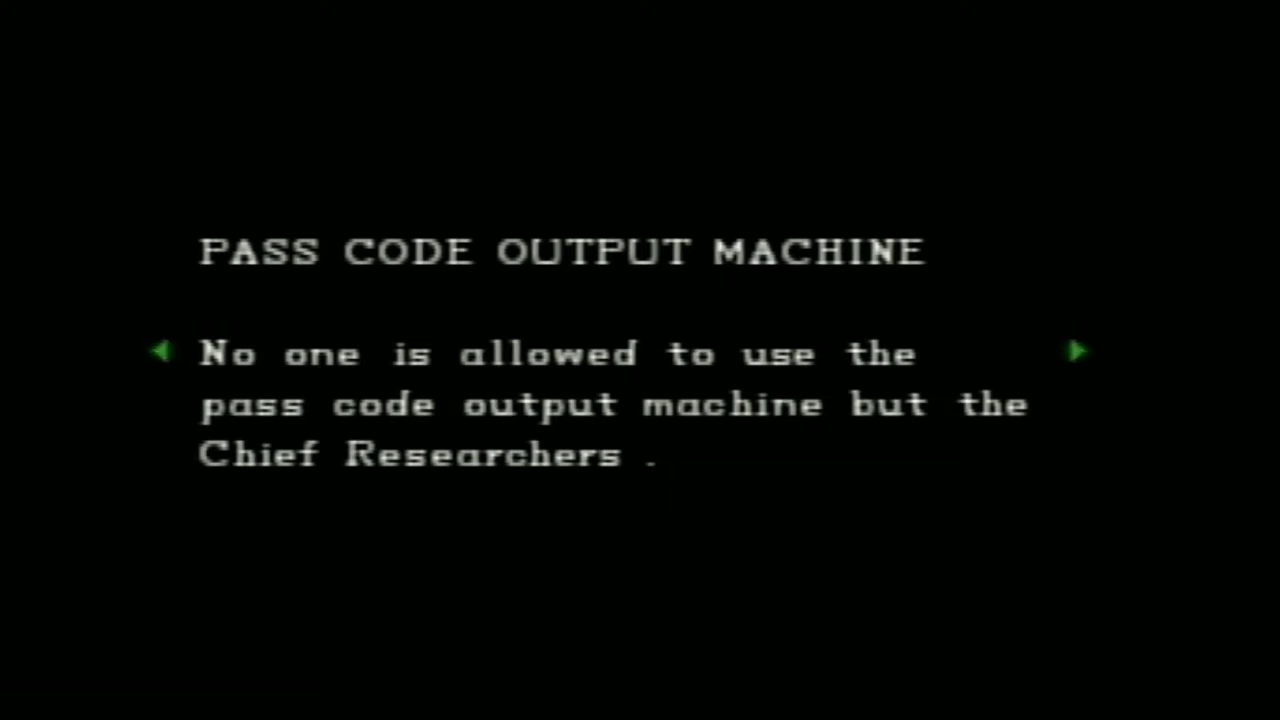 PASS CODE OUTPUT MACHINE
No one is allowed to use the
pass code output machine but the
Chief Researchers .